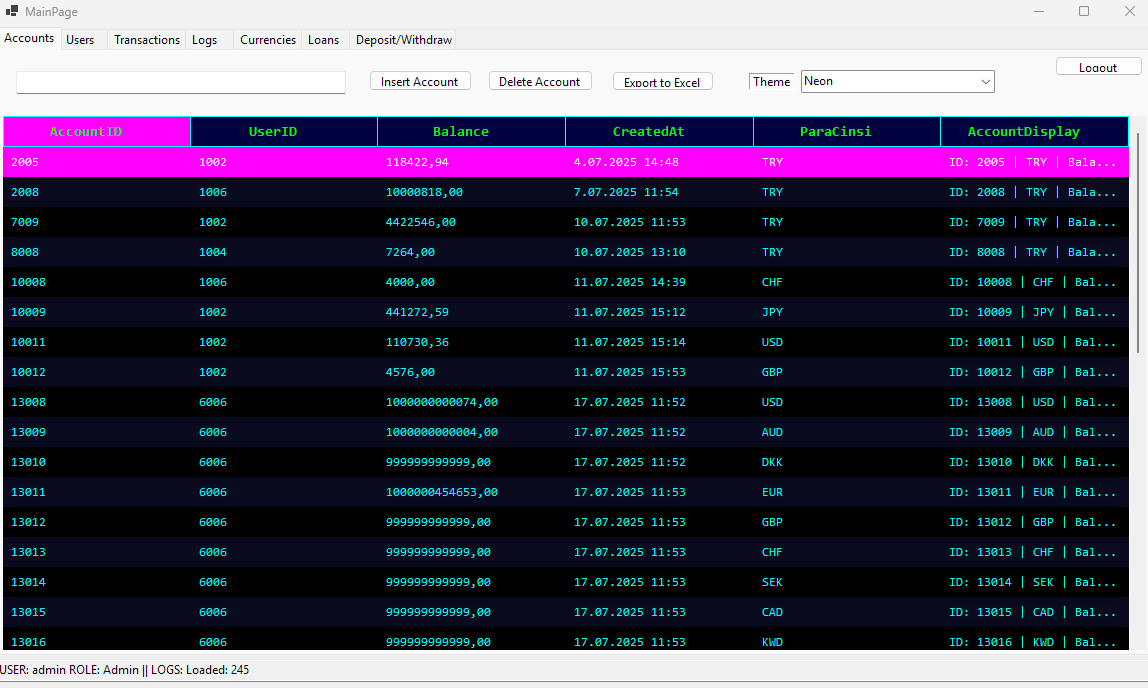 MainPage
Accounts Users Transactions Logs Currencies Loans Deposit/Withdraw
Insert Account Delete Account Export to Excel Theme Neon Logout
AccountID UserID Balance CreatedAt ParaCinsi AccountDisplay
2005 1002 118422,94 4.07.2025 14:48 TRY ID: 2005 | TRY | Bala...
2008 1006 10000818,00 7.07.2025 11:54 TRY ID: 2008 | TRY | Bala...
7009 1002 4422546,00 10.07.2025 11:53 TRY ID: 7009 | TRY | Bala...
8008 1004 7264,00 10.07.2025 13:10 TRY ID: 8008 | TRY | Bala...
10008 1006 4000,00 11.07.2025 14:39 CHF ID: 10008 | CHF | Bal...
10009 1002 441272,59 11.07.2025 15:12 JPY ID: 10009 | JPY | Bal...
10011 1002 110730,36 11.07.2025 15:14 USD ID: 10011 | USD | Bal...
10012 1002 4576,00 11.07.2025 15:53 GBP ID: 10012 | GBP | Bal...
13008 6006 1000000000074,00 17.07.2025 11:52 USD ID: 13008 | USD | Bal...
13009 6006 1000000000004,00 17.07.2025 11:52 AUD ID: 13009 | AUD | Bal...
13010 6006 999999999999,00 17.07.2025 11:52 DKK ID: 13010 | DKK | Bal...
13011 6006 1000000454653,00 17.07.2025 11:53 EUR ID: 13011 | EUR | Bal...
13012 6006 999999999999,00 17.07.2025 11:53 GBP ID: 13012 | GBP | Bal...
13013 6006 999999999999,00 17.07.2025 11:53 CHF ID: 13013 | CHF | Bal...
13014 6006 999999999999,00 17.07.2025 11:53 SEK ID: 13014 | SEK | Bal...
13015 6006 999999999999,00 17.07.2025 11:53 CAD ID: 13015 | CAD | Bal...
13016 6006 999999999999,00 17.07.2025 11:53 KWD ID: 13016 | KWD | Bal...
USER: admin ROLE: Admin || LOGS: Loaded: 245